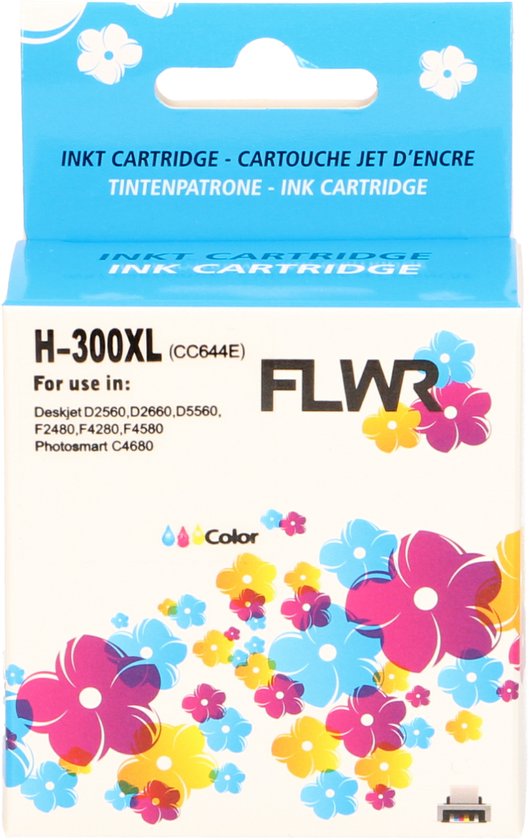 INKT CARTRIDGE - CARTOUCHE JET D'ENCRE
TINTENPATRONE - INK CARTRIDGE
INKT CARTRIDGE
INK CARTRIDGE
H-300XL (CC644E)
FLWR
For use in:
Deskjet D2560,D2660,D5560,
F2480,F4280,F4580
Photosmart C4680
Color